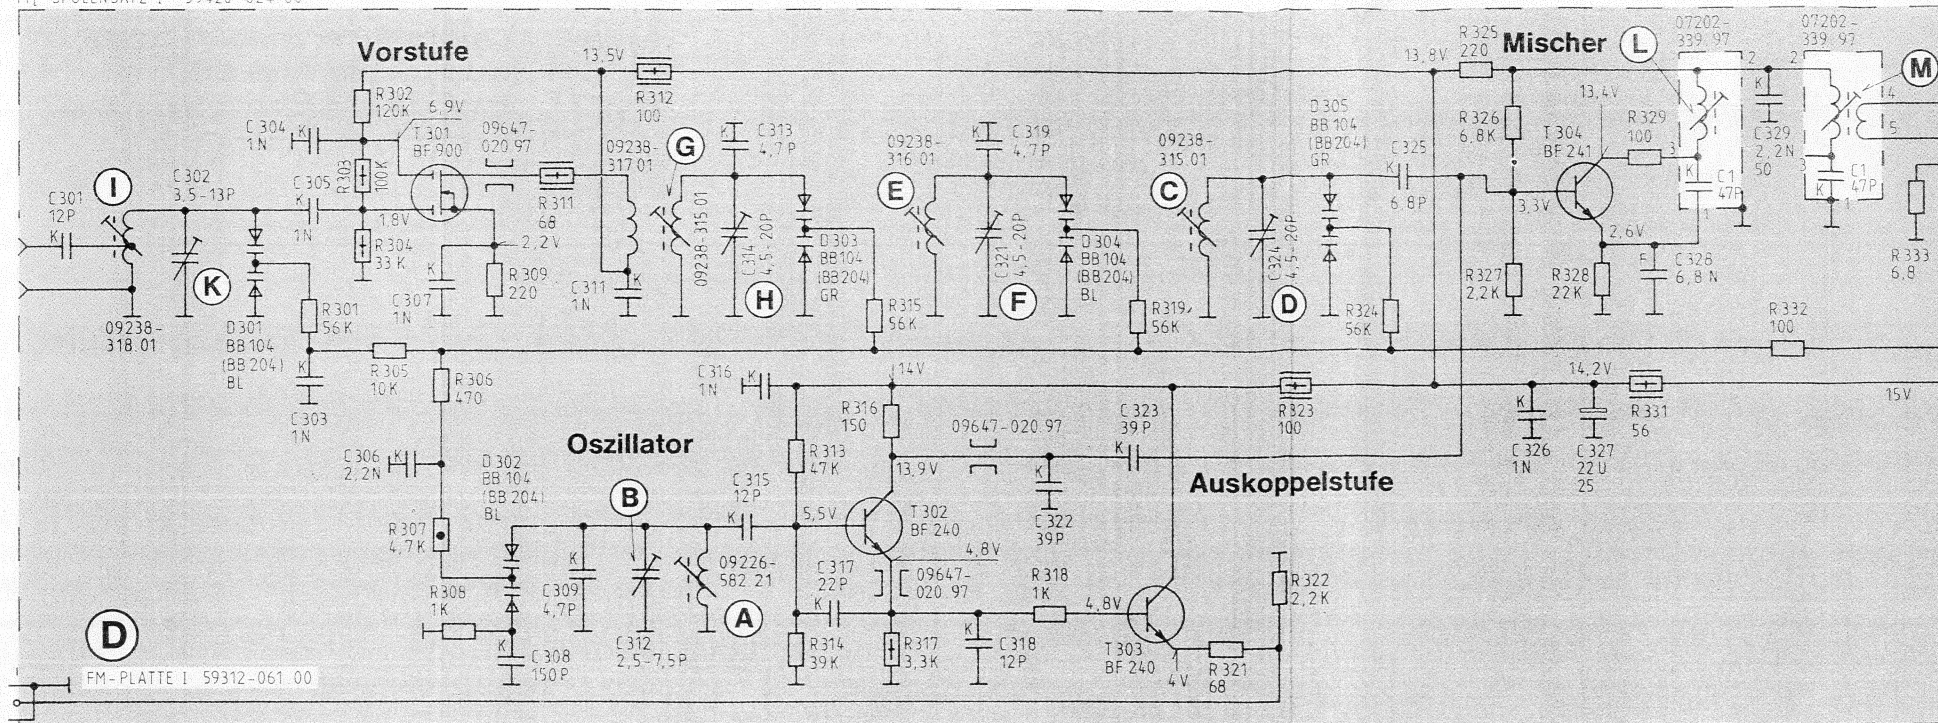 Vorstufe
13,5V
R312
100
13,8V
R325
220
Mischer
L
07202-
339.97
2
2
07202-
339.97
M
R302
120K
6,9V
C304
1N
K
T301
BF900
09647-
020.97
09238-
317.01
G
K
C313
4,7P
09238-
316.01
K
C319
4,7P
09238-
315.01
D305
BB104
(BB204)
GR
C325
K
6,8P
R326
6,8K
13,4V
T304
BF241
R329
100
3
K
C1
47P
1
K
C329
2,2N
50
4
5
3
K
C1
47P
1
R303
100K
I
C301
12P
K
C302
3,5-13P
C305
K
1N
1,8V
R311
68
E
C
3,3V
2,6V
R304
33K
2,2V
09238-315.01
C314
4,5-20P
D303
BB104
(BB204)
GR
C321
4,5-20P
D304
BB104
(BB204)
BL
C324
4,5-20P
R327
2,2K
R328
22K
F
C328
6,8N
R333
6,8
K
K
C307
1N
R309
220
C311
1N
K
H
F
D
R301
56K
R315
56K
R319
56K
R324
56K
R332
100
09238-
318.01
D301
BB104
(BB204)
BL
K
C303
1N
R305
10K
R306
470
C316
1N
K
14V
14,2V
15V
R316
150
C323
39P
K
R323
100
K
C326
1N
C327
22U
25
R331
56
Oszillator
09647-020.97
C306
2,2N
K
D302
BB104
(BB204)
BL
R313
47K
13,9V
Auskoppelstufe
C315
12P
K
B
K
C322
39P
R307
4,7K
5,5V
T302
BF240
4,8V
R308
1K
K
C309
4,7P
09226-
582.21
C317
22P
K
09647-
020.97
R318
1K
4,8V
R322
2,2K
D
A
K
C308
150P
C312
2,5-7,5P
R314
39K
R317
3,3K
K
C318
12P
T303
BF240
4V
R321
68
FM-PLATTE I 59312-061.00